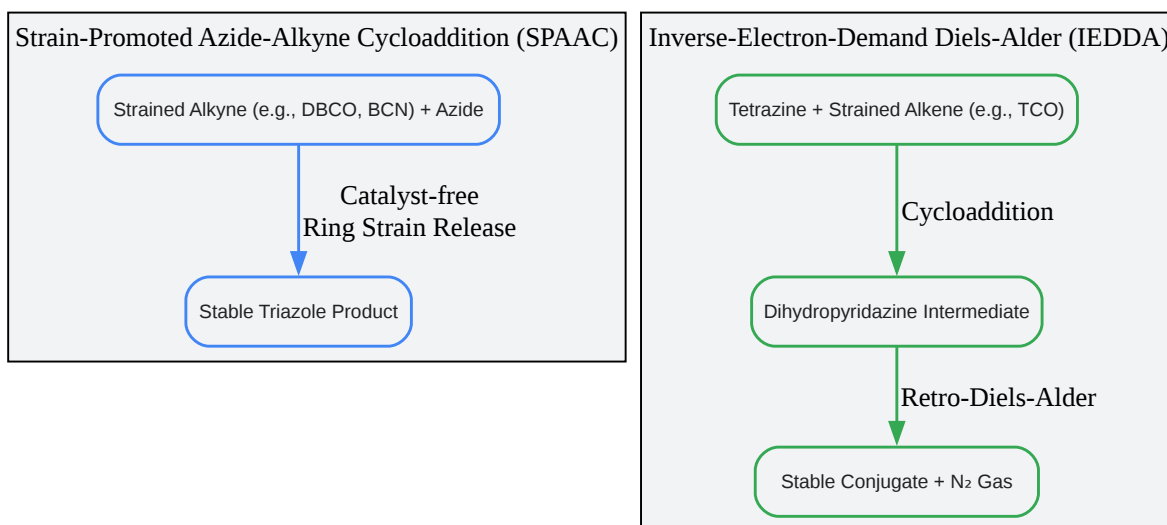 Strain-Promoted Azide-Alkyne Cycloaddition (SPAAC)
Strained Alkyne (e.g., DBCO, BCN) + Azide
Catalyst-free
Ring Strain Release
Stable Triazole Product
Inverse-Electron-Demand Diels-Alder (IEDDA)
Tetrazine + Strained Alkene (e.g., TCO)
Cycloaddition
Dihydropyridazine Intermediate
Retro-Diels-Alder
Stable Conjugate + N₂ Gas